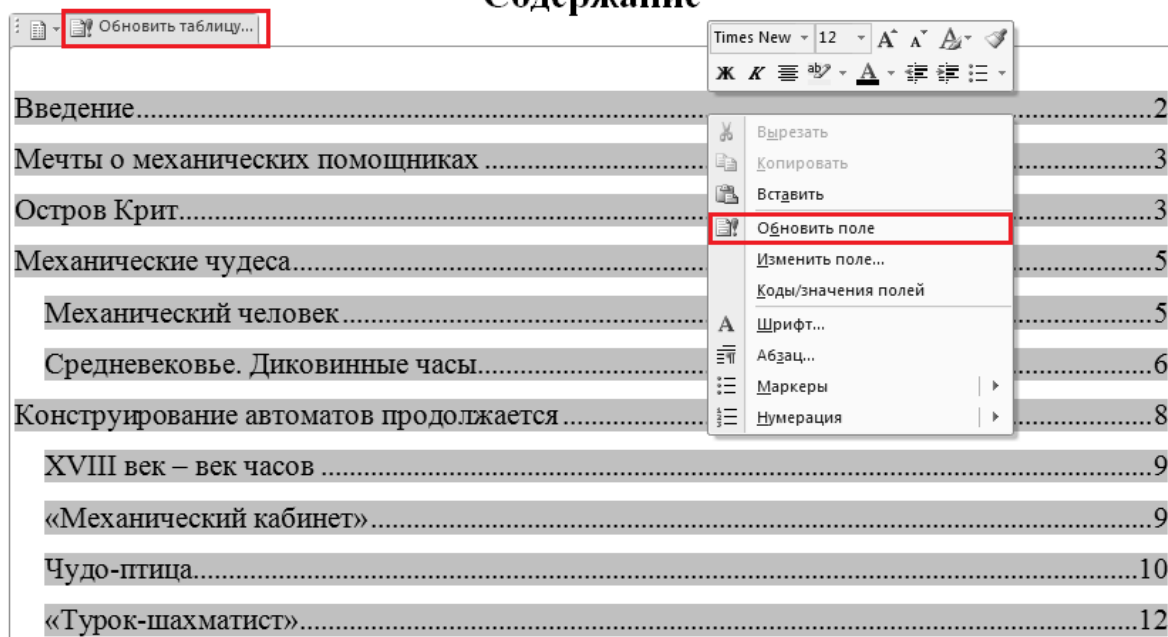 Содержание
Обновить таблицу...
Times New 12 A A A
Ж К ab A
Введение........................2
Мечты о механических помощниках ........................3
Остров Крит........................3
Механические чудеса........................5
Механический человек........................5
Средневековье. Диковинные часы........................6
Конструирование автоматов продолжается........................8
XVIII век – век часов ........................9
«Механический кабинет»........................9
Чудо-птица........................10
«Турок-шахматист»........................12
Вырезать
Копировать
Вставить
Обновить поле
Изменить поле...
Коды/значения полей
А Шрифт...
Абзац...
Маркеры
Нумерация